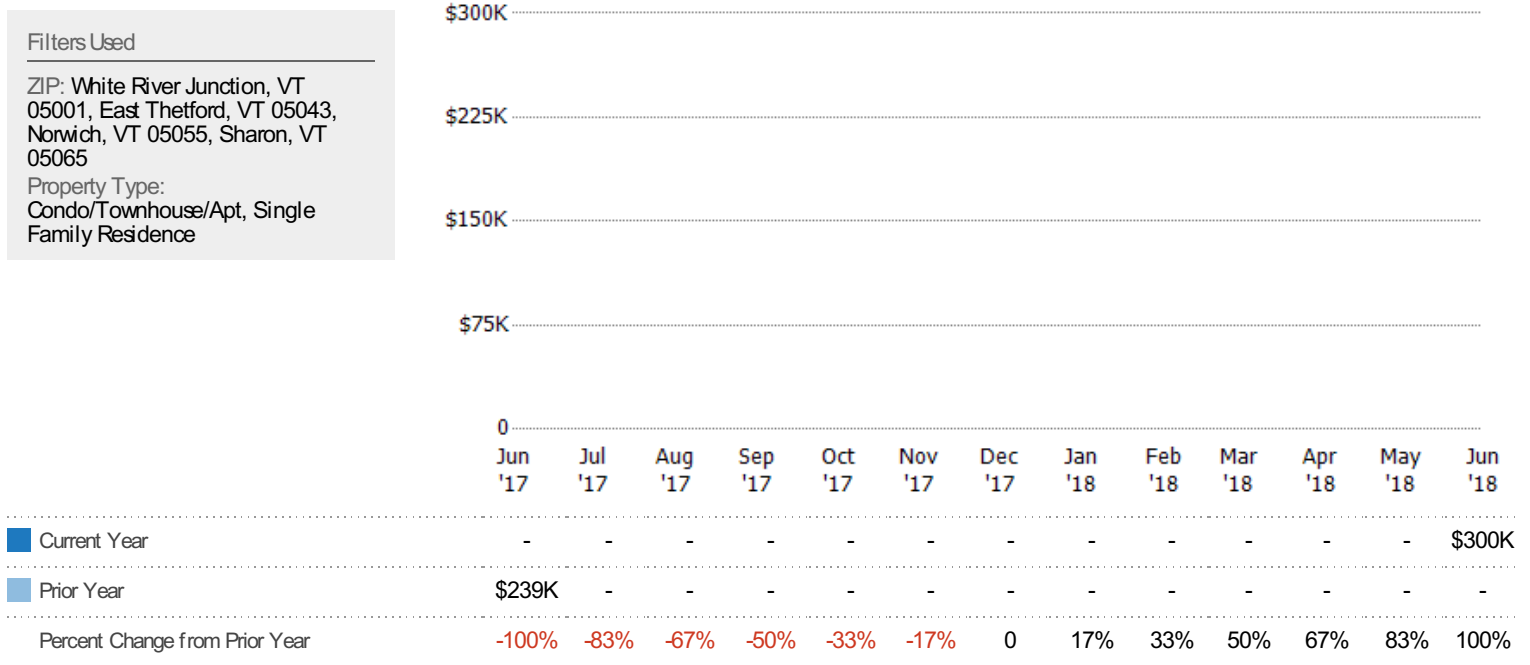 Filters Used
ZIP: White River Junction, VT
05001, East Thetford, VT 05043,
Norwich, VT 05055, Sharon, VT
05065
Property Type:
Condo/Townhouse/Apt, Single
Family Residence
$300K
$225K
$150K
$75K
0
Jun Jul Aug Sep Oct Nov Dec Jan Feb Mar Apr May Jun
'17 '17 '17 '17 '17 '17 '17 '18 '18 '18 '18 '18 '18
Current Year - - - - - - - - - - - - $300K
Prior Year $239K - - - - - - - - - - - -
Percent Change from Prior Year -100% -83% -67% -50% -33% -17% 0 17% 33% 50% 67% 83% 100%